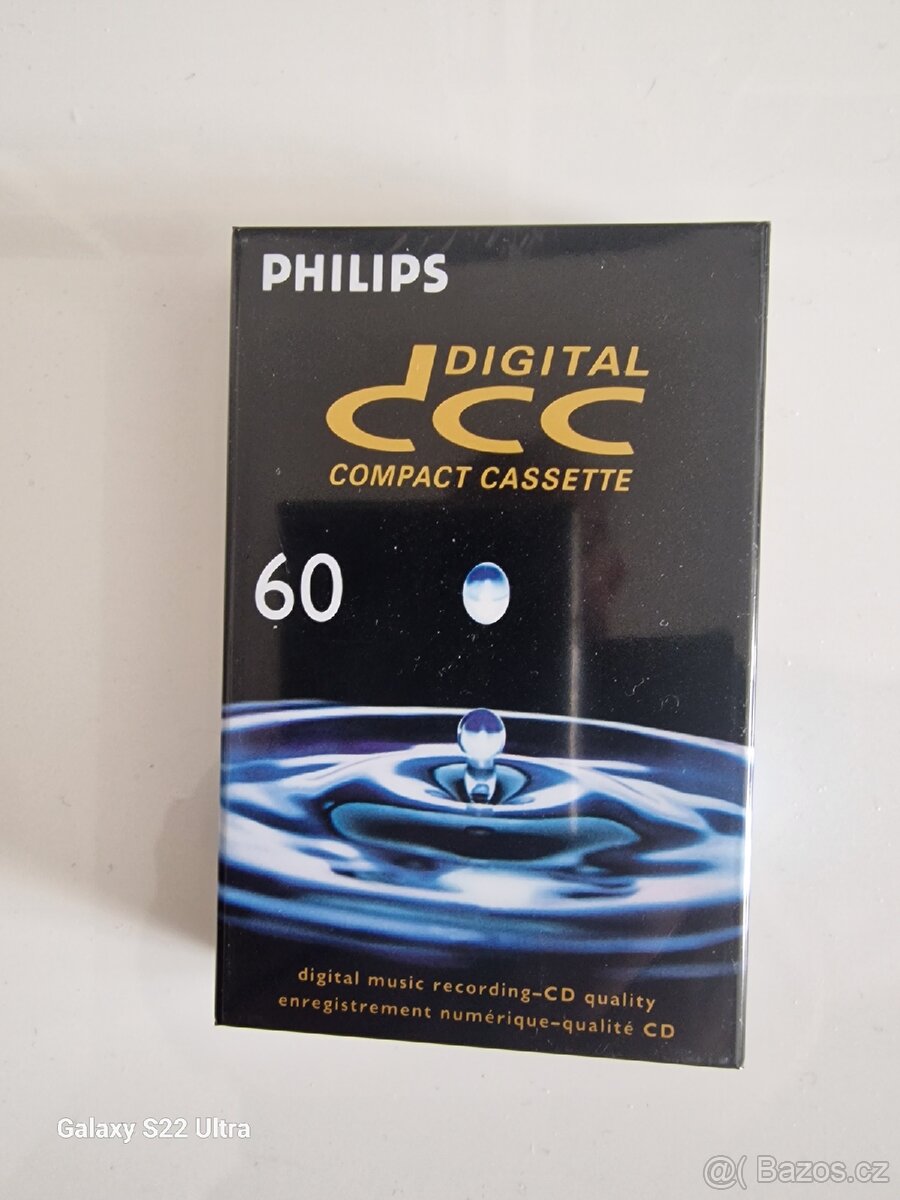 PHILIPS
DIGITAL
dcc
COMPACT CASSETTE
60
digital music recording–CD quality
enregistrement numérique–qualité CD
Galaxy S22 Ultra
@( Bazos.cz